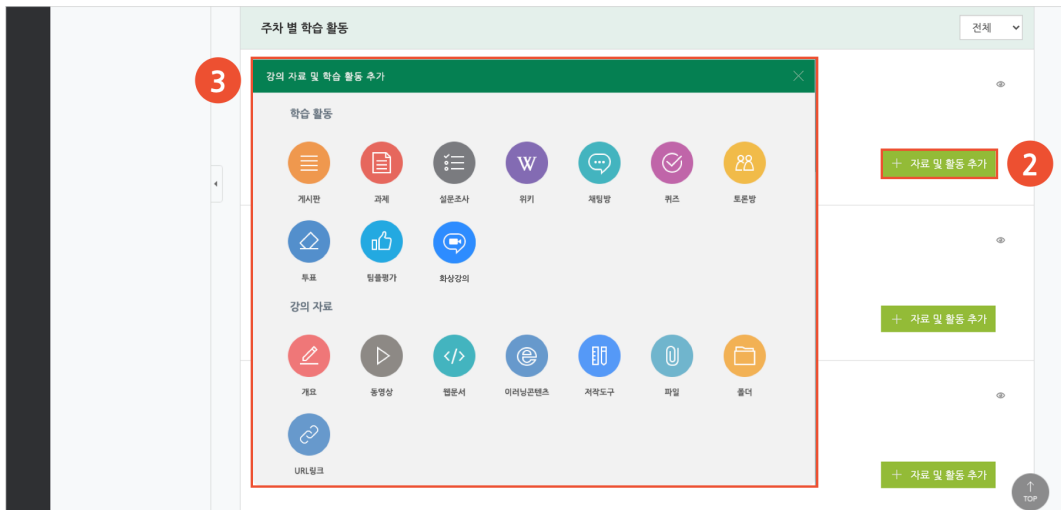 주차 별 학습 활동
전체
3
강의 자료 및 학습 활동 추가
학습 활동
2
+ 자료 및 활동 추가
W
게시판 과제 설문조사 위키 채팅방 퀴즈 토론방
투표 팀플평가 화상강의
강의 자료
+ 자료 및 활동 추가
개요 동영상 웹문서 이러닝콘텐츠 저작도구 파일 폴더
URL링크
+ 자료 및 활동 추가
TOP